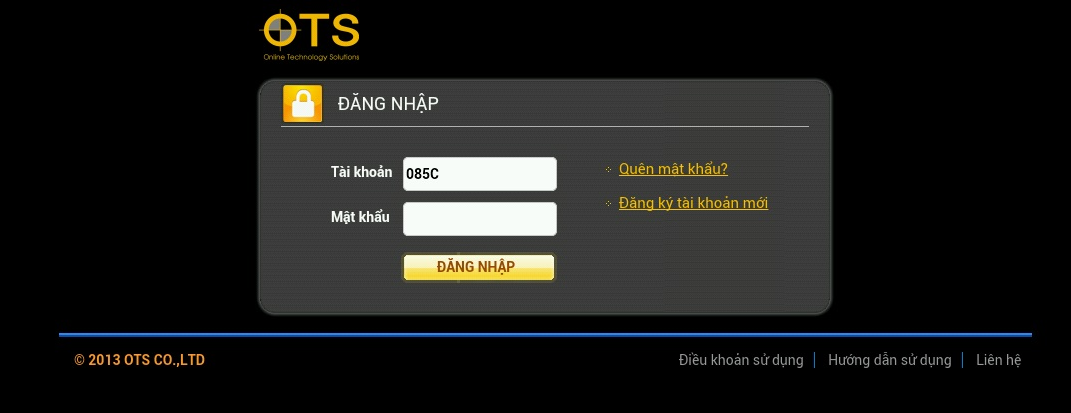 OTS
Online Technology Solutions
ĐĂNG NHẬP
Tài khoản 085C
Quên mật khẩu?
Mật khẩu
Đăng ký tài khoản mới
ĐĂNG NHẬP
© 2013 OTS CO.,LTD
Điều khoản sử dụng | Hướng dẫn sử dụng | Liên hệ